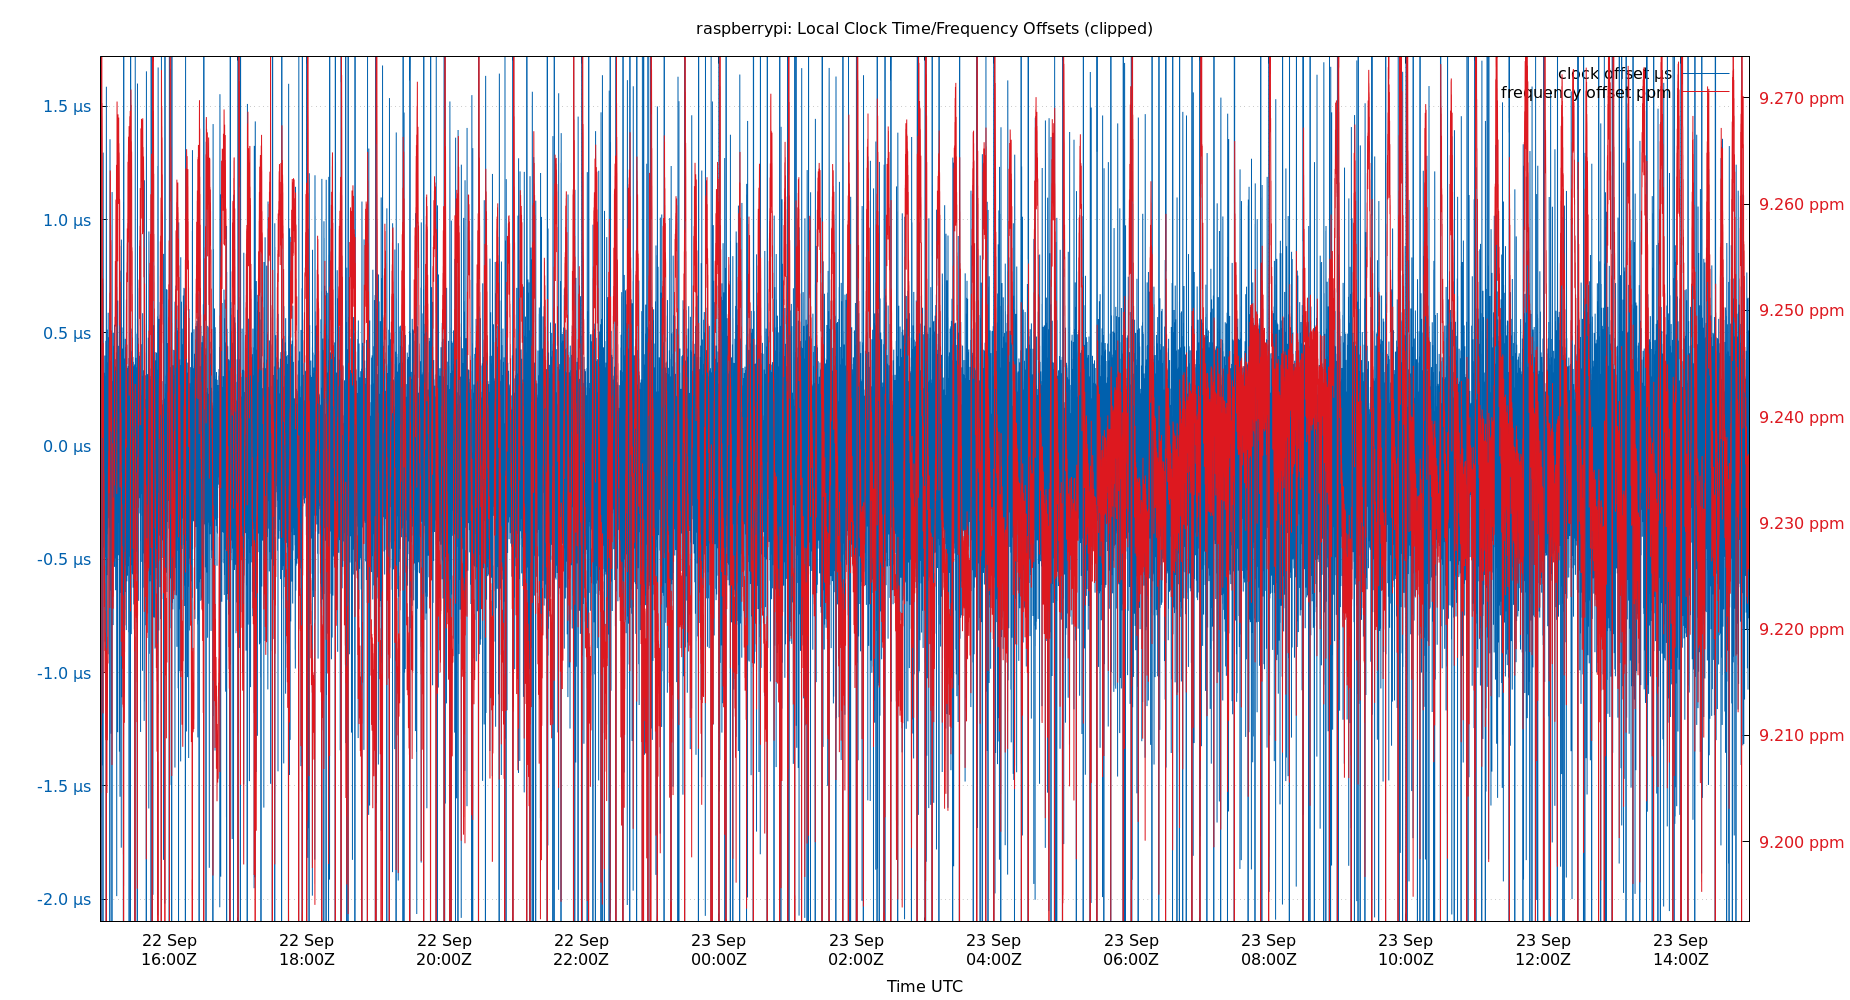 raspberrypi: Local Clock Time/Frequency Offsets (clipped)
clock offset µs
frequency offset ppm
1.5 µs
1.0 µs
0.5 µs
0.0 µs
-0.5 µs
-1.0 µs
-1.5 µs
-2.0 µs
9.270 ppm
9.260 ppm
9.250 ppm
9.240 ppm
9.230 ppm
9.220 ppm
9.210 ppm
9.200 ppm
22 Sep 22 Sep 22 Sep 22 Sep 23 Sep 23 Sep 23 Sep 23 Sep 23 Sep 23 Sep 23 Sep 23 Sep
16:00Z 18:00Z 20:00Z 22:00Z 00:00Z 02:00Z 04:00Z 06:00Z 08:00Z 10:00Z 12:00Z 14:00Z
Time UTC